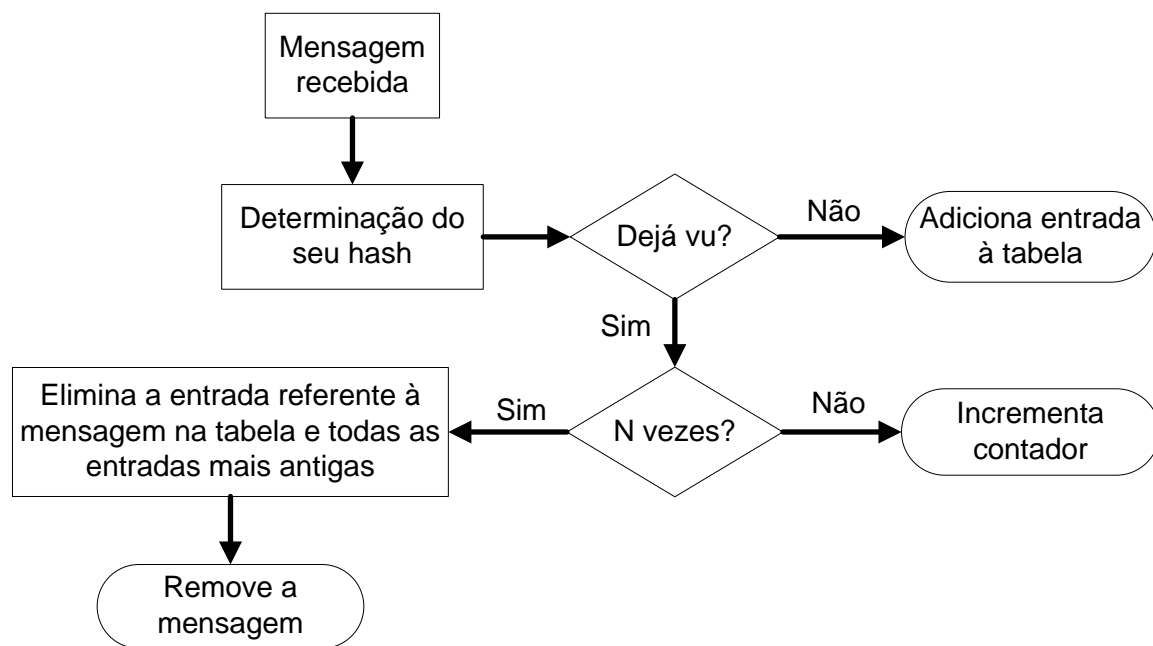 Mensagem
recebida
Determinação do
seu hash
Dejá vu?
Não
Adiciona entrada
à tabela
Sim
Elimina a entrada referente à
mensagem na tabela e todas as
entradas mais antigas
Sim
N vezes?
Não
Incrementa
contador
Remove a
mensagem